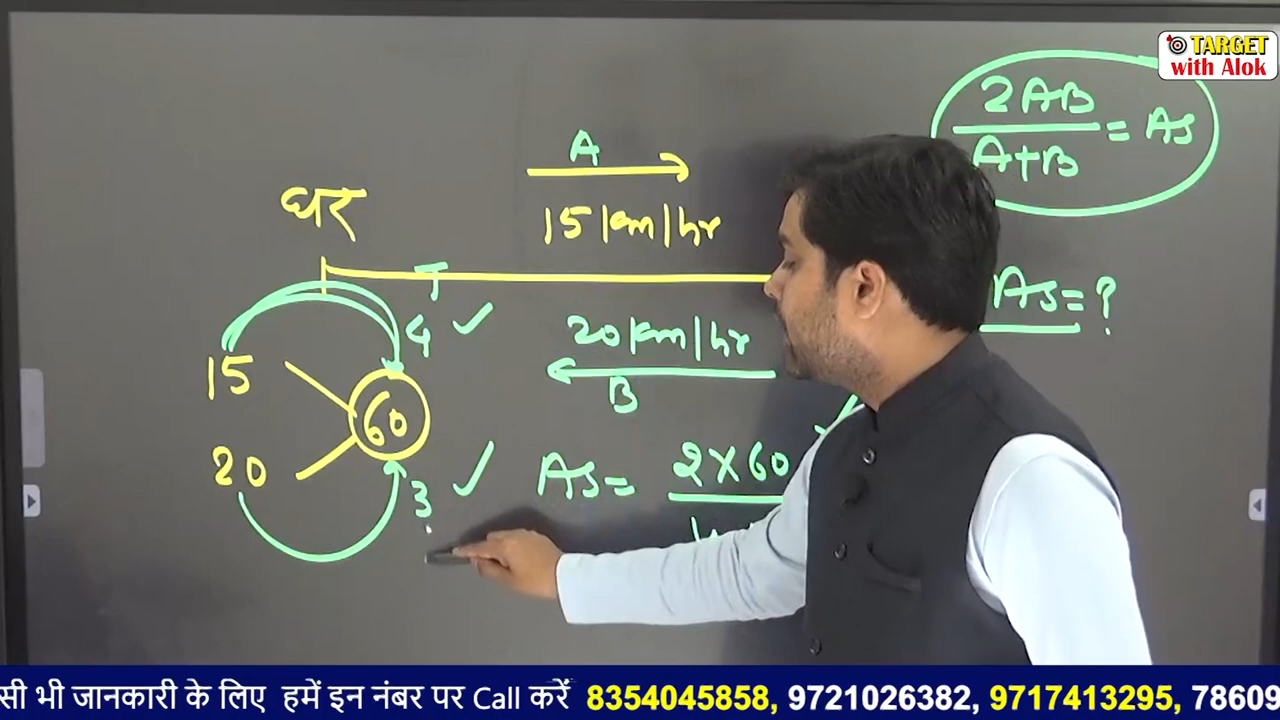 TARGET
with Alok
2AB
A+B
= AS
A
घर
15 km/hr
AS = ?
T
4 ✓
20 km/hr
B
15
60
20
3 ✓
AS = 2×60
सी भी जानकारी के लिए हमें इन नंबर पर Call करें 8354045858, 9721026382, 9717413295, 78609